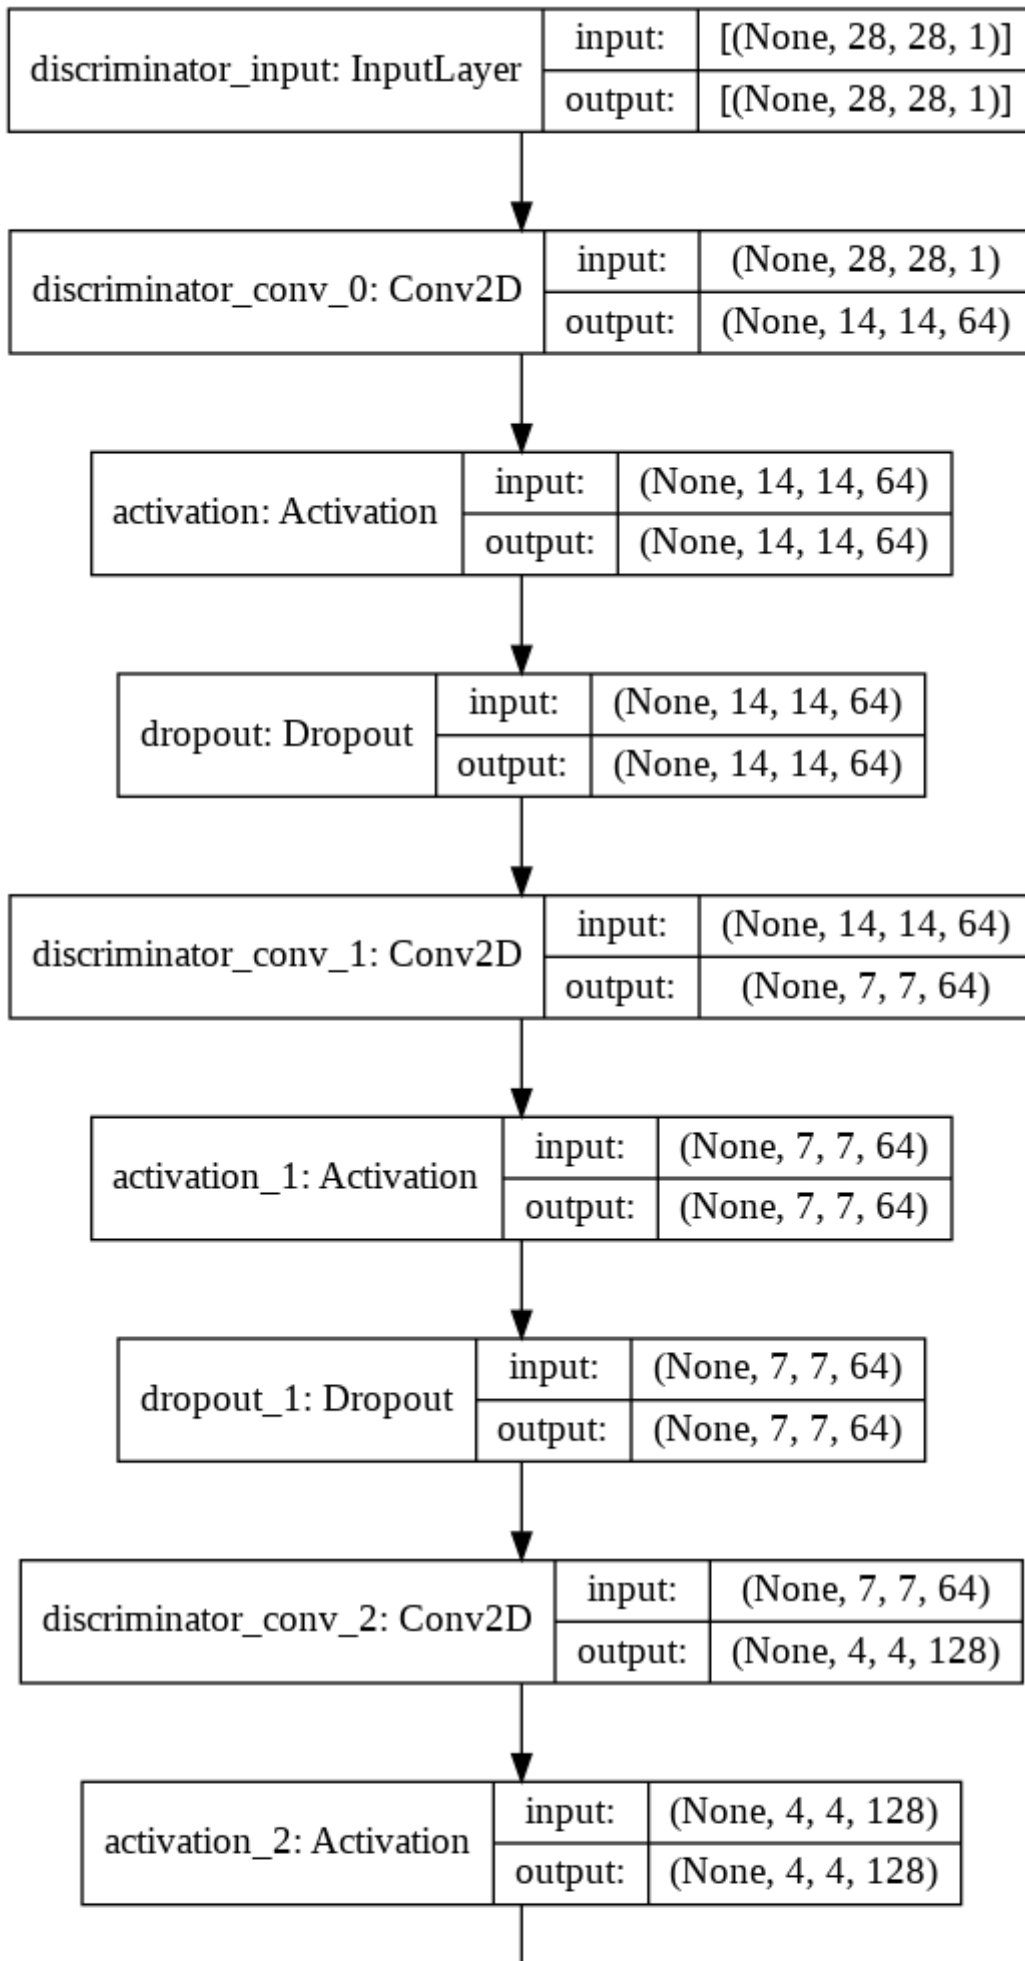 discriminator_input: InputLayer
input: [(None, 28, 28, 1)]
output: [(None, 28, 28, 1)]
discriminator_conv_0: Conv2D
input: (None, 28, 28, 1)
output: (None, 14, 14, 64)
activation: Activation
input: (None, 14, 14, 64)
output: (None, 14, 14, 64)
dropout: Dropout
input: (None, 14, 14, 64)
output: (None, 14, 14, 64)
discriminator_conv_1: Conv2D
input: (None, 14, 14, 64)
output: (None, 7, 7, 64)
activation_1: Activation
input: (None, 7, 7, 64)
output: (None, 7, 7, 64)
dropout_1: Dropout
input: (None, 7, 7, 64)
output: (None, 7, 7, 64)
discriminator_conv_2: Conv2D
input: (None, 7, 7, 64)
output: (None, 4, 4, 128)
activation_2: Activation
input: (None, 4, 4, 128)
output: (None, 4, 4, 128)